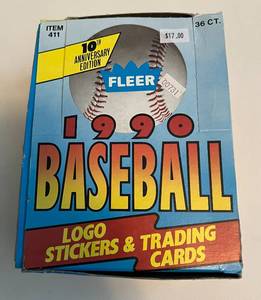 ITEM
411
10TH
ANNIVERSARY
EDITION
36 CT.
$17.00
FLEER
1990
BASEBALL
LOGO
STICKERS & TRADING
CARDS